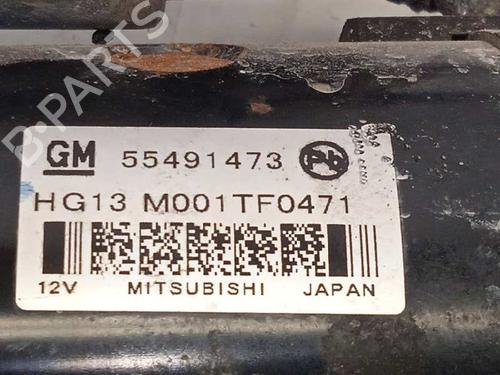 B-PARTS
GM 55491473 Pb
HG13 M001TF0471
12V MITSUBISHI JAPAN